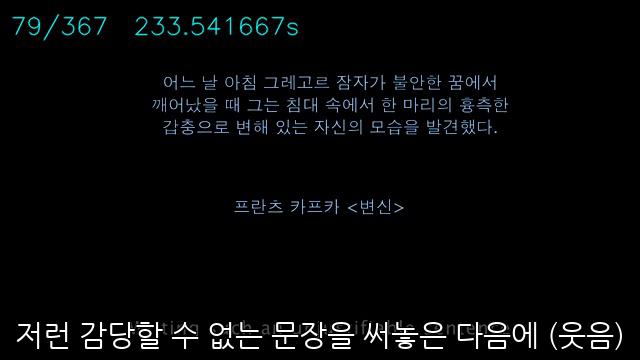 79/367 233.541667s
어느 날 아침 그레고르 잠자가 불안한 꿈에서
깨어났을 때 그는 침대 속에서 한 마리의 흉측한
갑충으로 변해 있는 자신의 모습을 발견했다.
프란츠 카프카 <변신>
저런 감당할 수 없는 문장을 써놓은 다음에 (웃음)